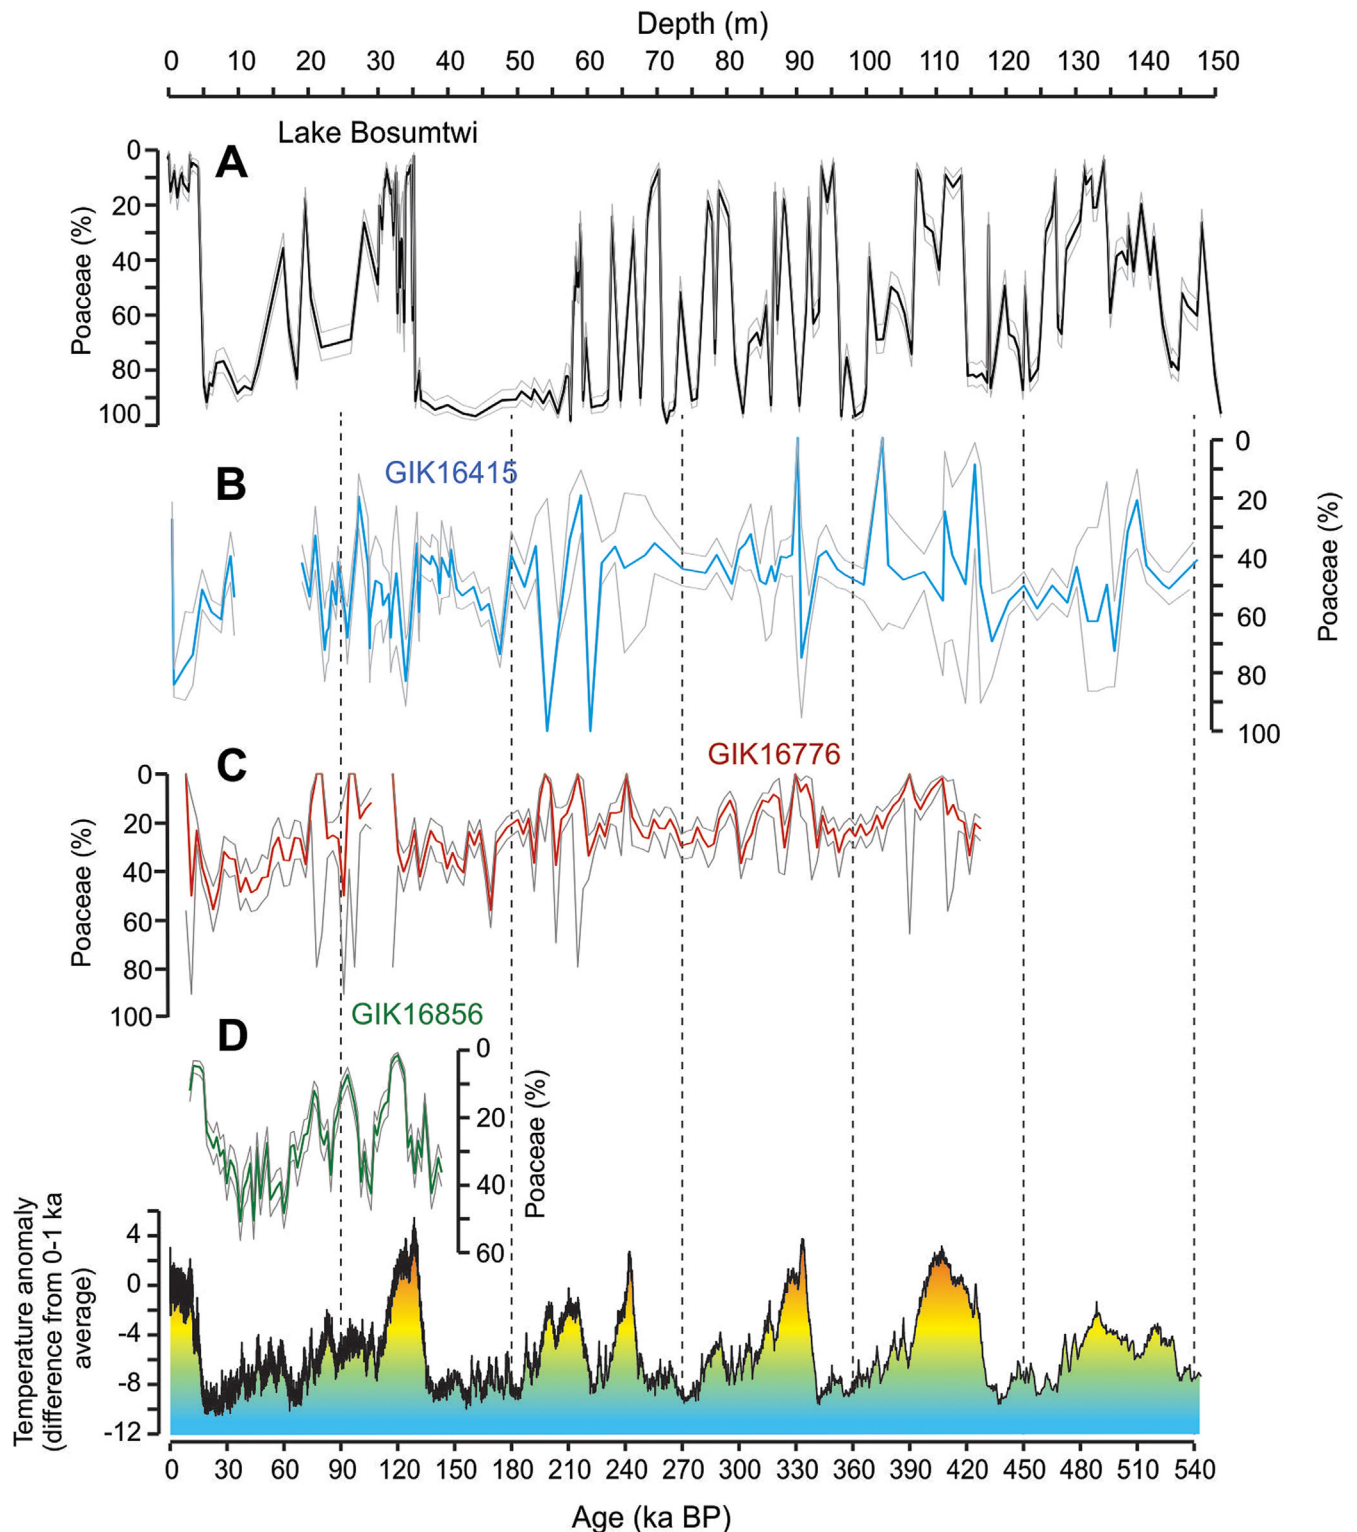 Depth (m)
0 10 20 30 40 50 60 70 80 90 100 110 120 130 140 150
Lake Bosumtwi
A
Poaceae (%)
0
20
40
60
80
100
B
GIK16415
0
20
40
60
80
100
Poaceae (%)
C
GIK16776
Poaceae (%)
0
20
40
60
80
100
D
GIK16856
0
20
40
60
Poaceae (%)
Temperature anomaly
(difference from 0-1 ka
average)
4
0
-4
-8
-12
0 30 60 90 120 150 180 210 240 270 300 330 360 390 420 450 480 510 540
Age (ka BP)